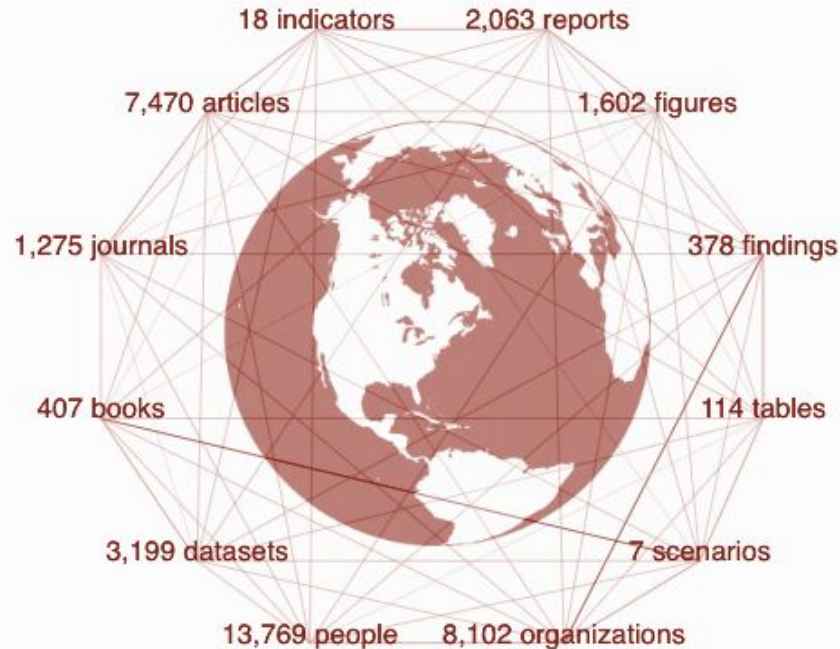 18 indicators
2,063 reports
7,470 articles
1,602 figures
1,275 journals
378 findings
407 books
114 tables
3,199 datasets
7 scenarios
13,769 people
8,102 organizations